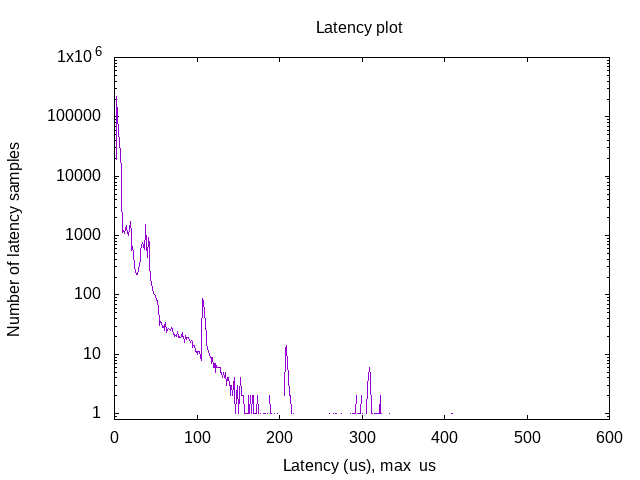 Latency plot
1x10^6
100000
10000
1000
100
10
1
Number of latency samples
0 100 200 300 400 500 600
Latency (us), max us